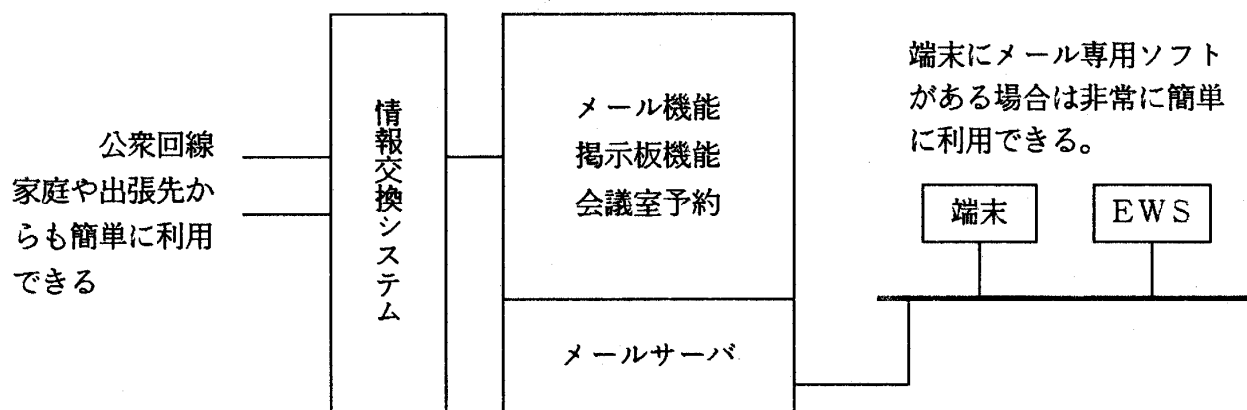 公衆回線
家庭や出張先か
らも簡単に利用
できる
情報交換システム
メール機能
掲示板機能
会議室予約
メールサーバ
端末にメール専用ソフト
がある場合は非常に簡単
に利用できる。
端末
EWS